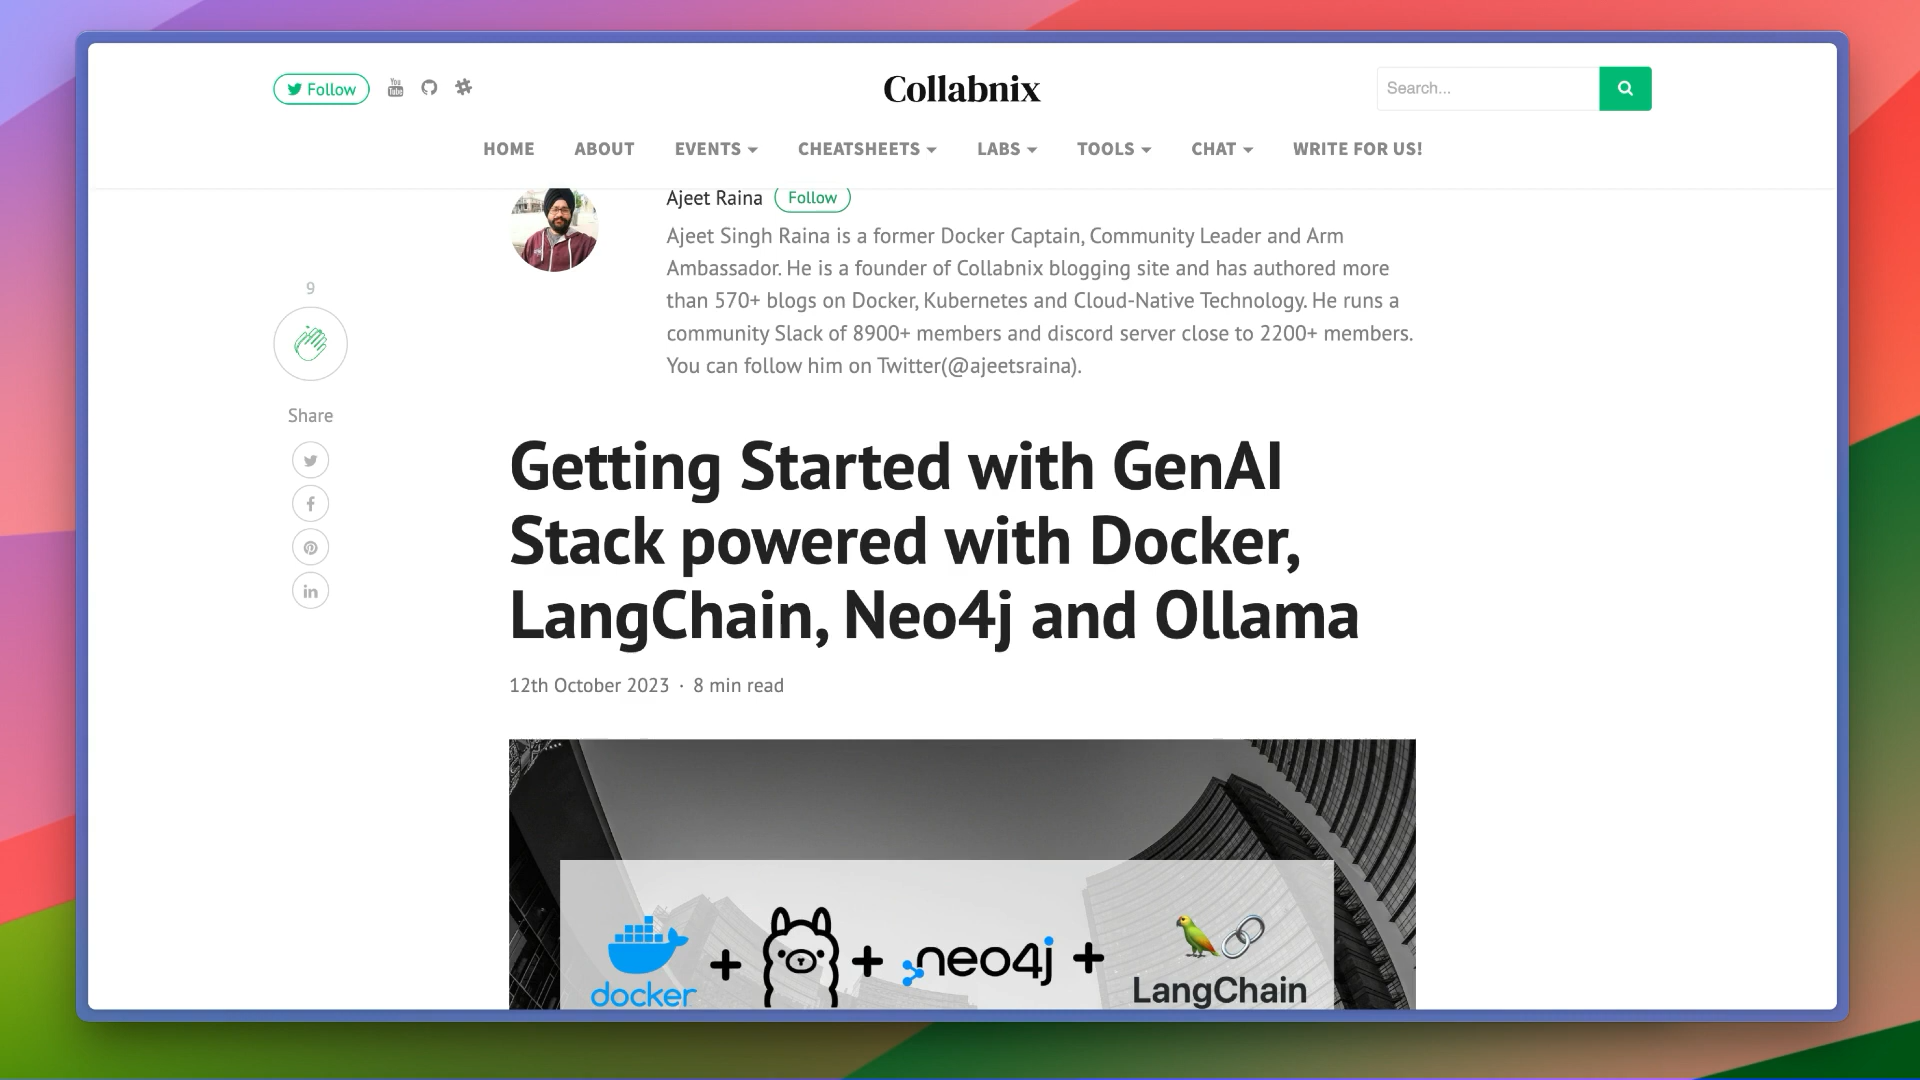 Follow
You Tube
Collabnix
Search...
HOME ABOUT EVENTS CHEATSHEETS LABS TOOLS CHAT WRITE FOR US!
Ajeet Raina Follow
Ajeet Singh Raina is a former Docker Captain, Community Leader and Arm
Ambassador. He is a founder of Collabnix blogging site and has authored more
than 570+ blogs on Docker, Kubernetes and Cloud-Native Technology. He runs a
community Slack of 8900+ members and discord server close to 2200+ members.
You can follow him on Twitter(@ajeetsraina).
9
Share
Getting Started with GenAI
Stack powered with Docker,
LangChain, Neo4j and Ollama
12th October 2023 · 8 min read
docker + + neo4j + LangChain